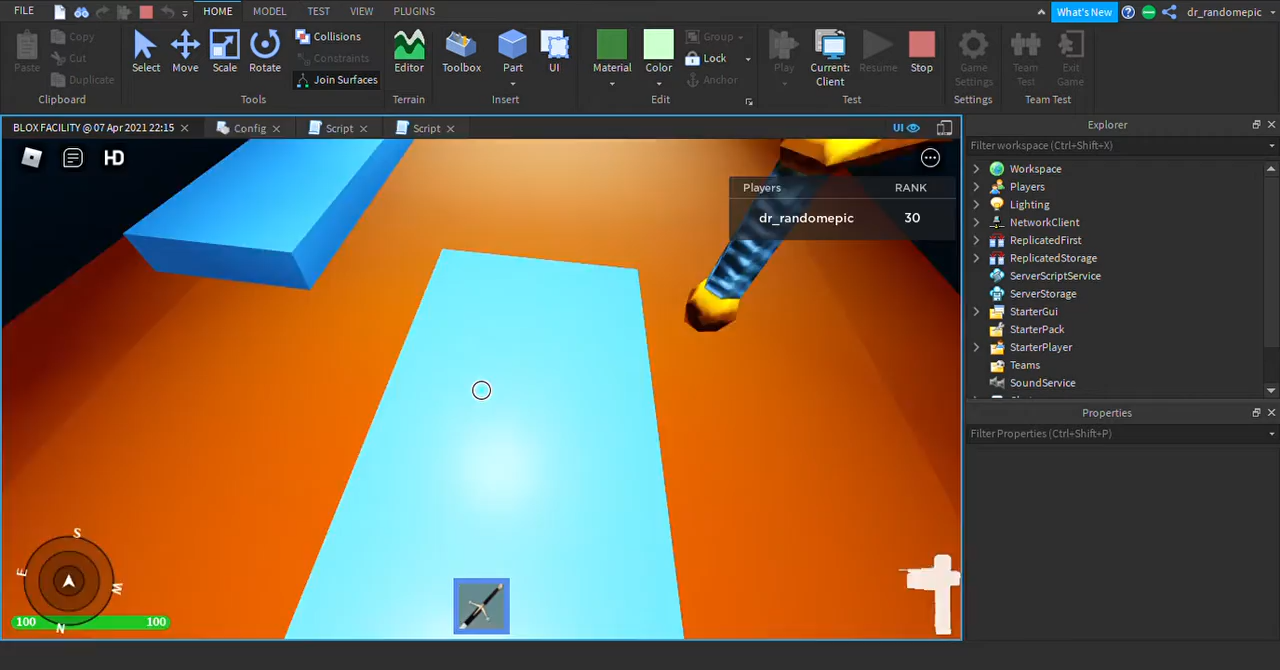 FILE HOME MODEL TEST VIEW PLUGINS What's New dr_randomepic
Paste Copy Cut Duplicate Clipboard
Select Move Scale Rotate Collisions Constraints Join Surfaces Tools
Editor Terrain
Toolbox Part UI Insert
Material Color Group Lock Anchor Edit
Play Current: Client Resume Stop Test
Game Settings Settings
Team Test Exit Game Team Test
BLOX FACILITY @ 07 Apr 2021 22:15 Config Script Script UI
HD
Players RANK
dr_randomepic 30
S
E W
N
100 100
Explorer
Filter workspace (Ctrl+Shift+X)
Workspace
Players
Lighting
NetworkClient
ReplicatedFirst
ReplicatedStorage
ServerScriptService
ServerStorage
StarterGui
StarterPack
StarterPlayer
Teams
SoundService
Properties
Filter Properties (Ctrl+Shift+P)